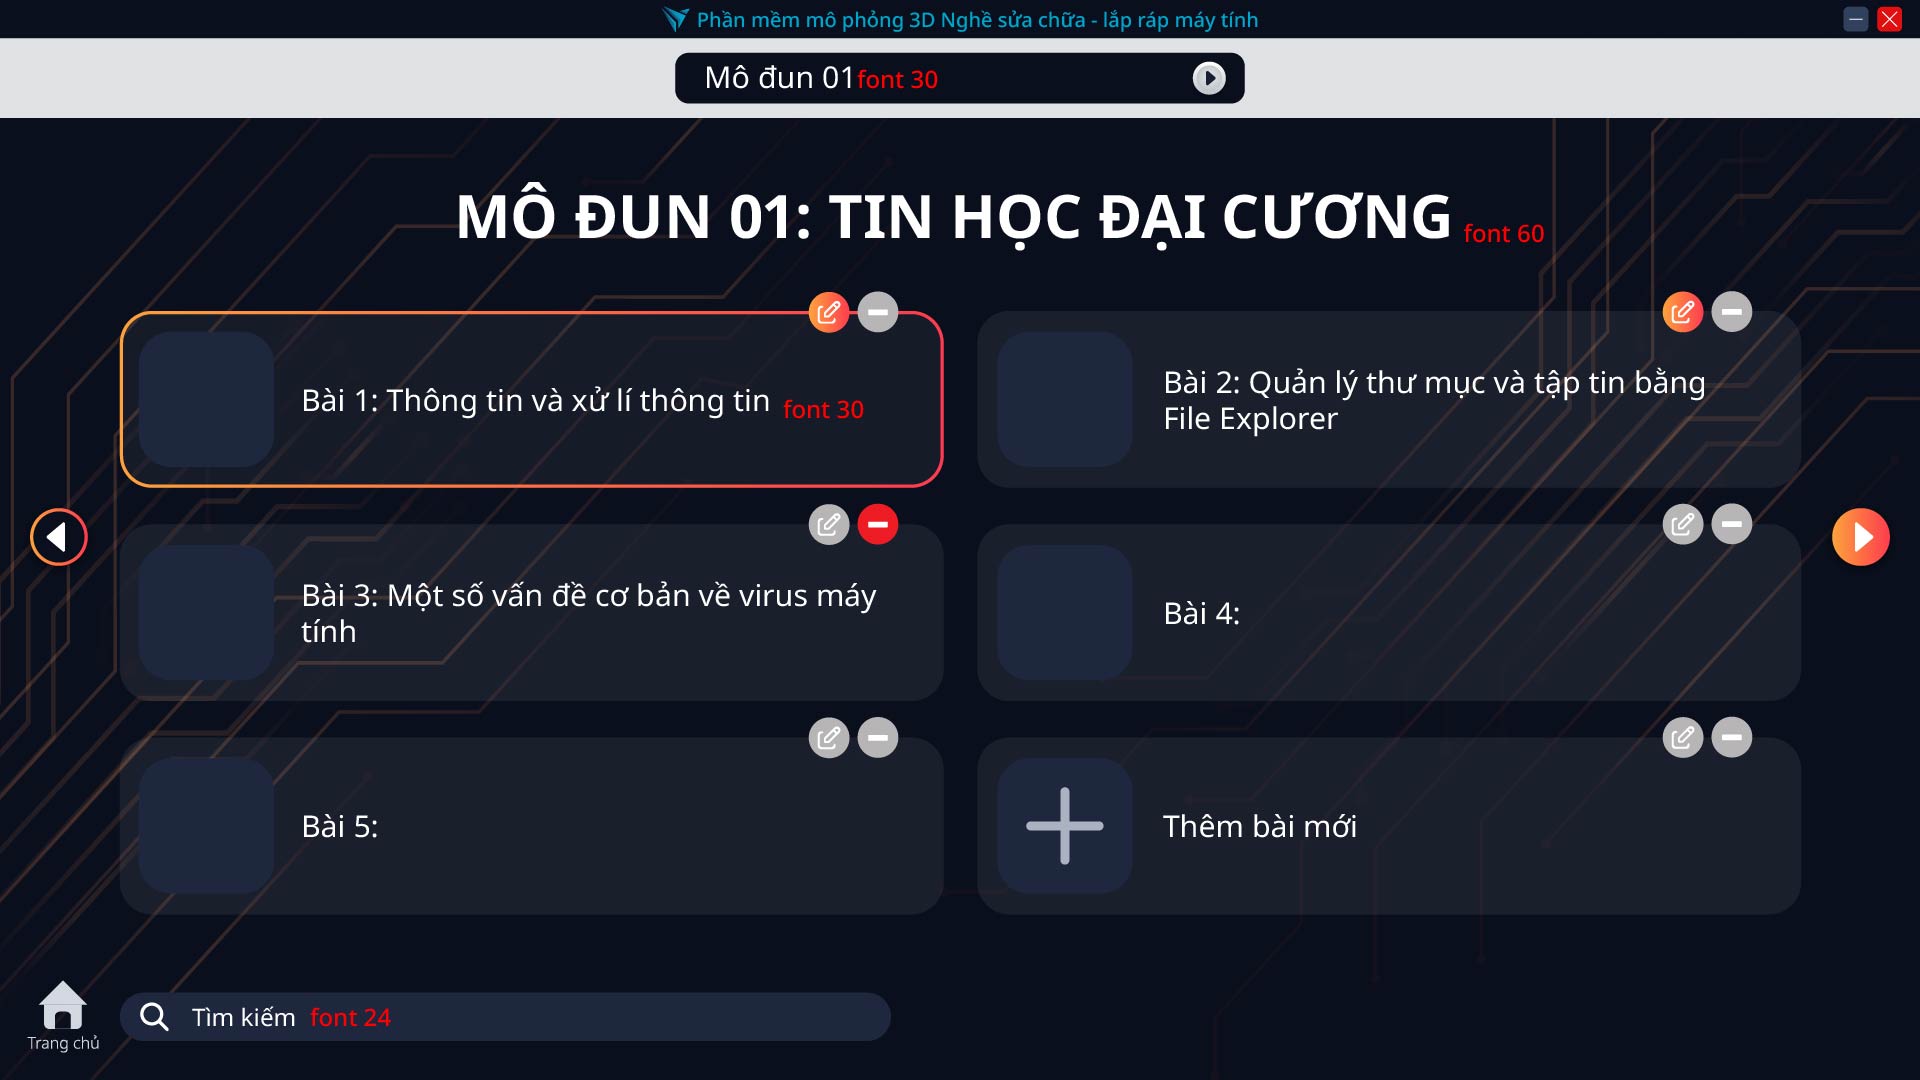 Phần mềm mô phỏng 3D Nghề sửa chữa - lắp ráp máy tính
Mô đun 01 font 30
MÔ ĐUN 01: TIN HỌC ĐẠI CƯƠNG font 60
Bài 1: Thông tin và xử lí thông tin font 30
Bài 2: Quản lý thư mục và tập tin bằng
File Explorer
Bài 3: Một số vấn đề cơ bản về virus máy
tính
Bài 4:
Bài 5:
Thêm bài mới
Tìm kiếm font 24
Trang chủ